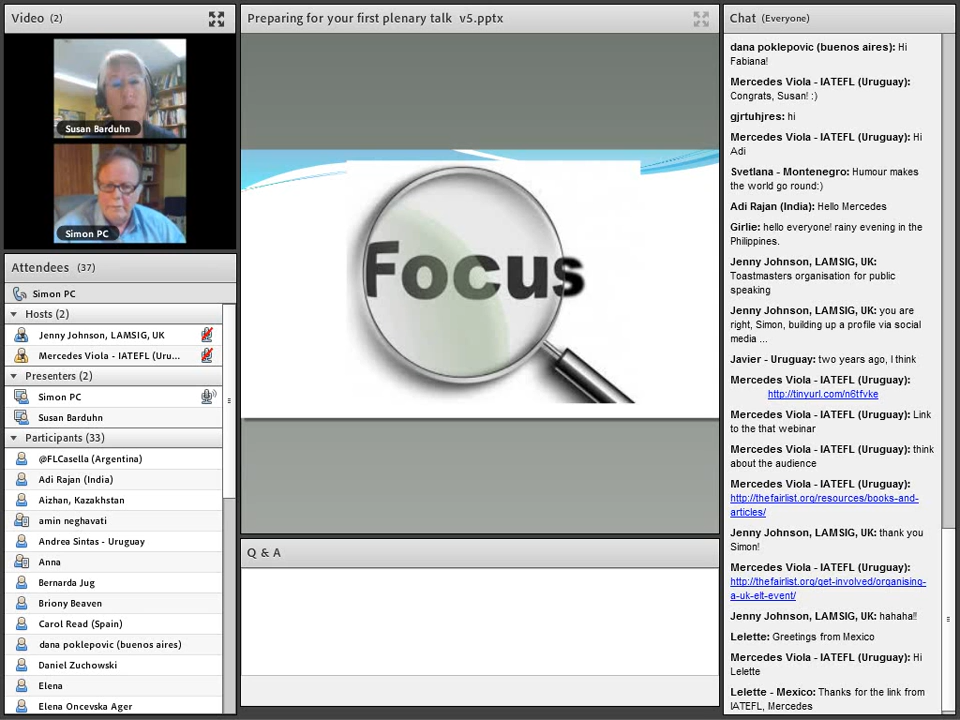 Video (2)
Susan Barduhn
Simon PC
Attendees (37)
Simon PC
Hosts (2)
Jenny Johnson, LAMSIG, UK
Mercedes Viola - IATEFL (Uru...
Presenters (2)
Simon PC
Susan Barduhn
Participants (33)
@FLCasella (Argentina)
Adi Rajan (India)
Aizhan, Kazakhstan
amin neghavati
Andrea Sintas - Uruguay
Anna
Bernarda Jug
Briony Beaven
Carol Read (Spain)
dana poklepovic (buenos aires)
Daniel Zuchowski
Elena
Elena Oncevska Ager
Preparing for your first plenary talk v5.pptx
Focus
Q & A
Chat (Everyone)
dana poklepovic (buenos aires): Hi
Fabiana!
Mercedes Viola - IATEFL (Uruguay):
Congrats, Susan! :)
gjrtuhjres: hi
Mercedes Viola - IATEFL (Uruguay): Hi
Adi
Svetlana - Montenegro: Humour makes
the world go round:)
Adi Rajan (India): Hello Mercedes
Girlie: hello everyone! rainy evening in the
Philippines.
Jenny Johnson, LAMSIG, UK:
Toastmasters organisation for public
speaking
Jenny Johnson, LAMSIG, UK: you are
right, Simon, building up a profile via social
media ...
Javier - Uruguay: two years ago, I think
Mercedes Viola - IATEFL (Uruguay):
http://tinyurl.com/n6tfvke
Mercedes Viola - IATEFL (Uruguay): Link
to the that webinar
Mercedes Viola - IATEFL (Uruguay): think
about the audience
Mercedes Viola - IATEFL (Uruguay):
http://thefairlist.org/resources/books-and-
articles/
Jenny Johnson, LAMSIG, UK: thank you
Simon!
Mercedes Viola - IATEFL (Uruguay):
http://thefairlist.org/get-involved/organising-
a-uk-elt-event/
Jenny Johnson, LAMSIG, UK: hahaha!!
Lelette: Greetings from Mexico
Mercedes Viola - IATEFL (Uruguay): Hi
Lelette
Lelette - Mexico: Thanks for the link from
IATEFL, Mercedes